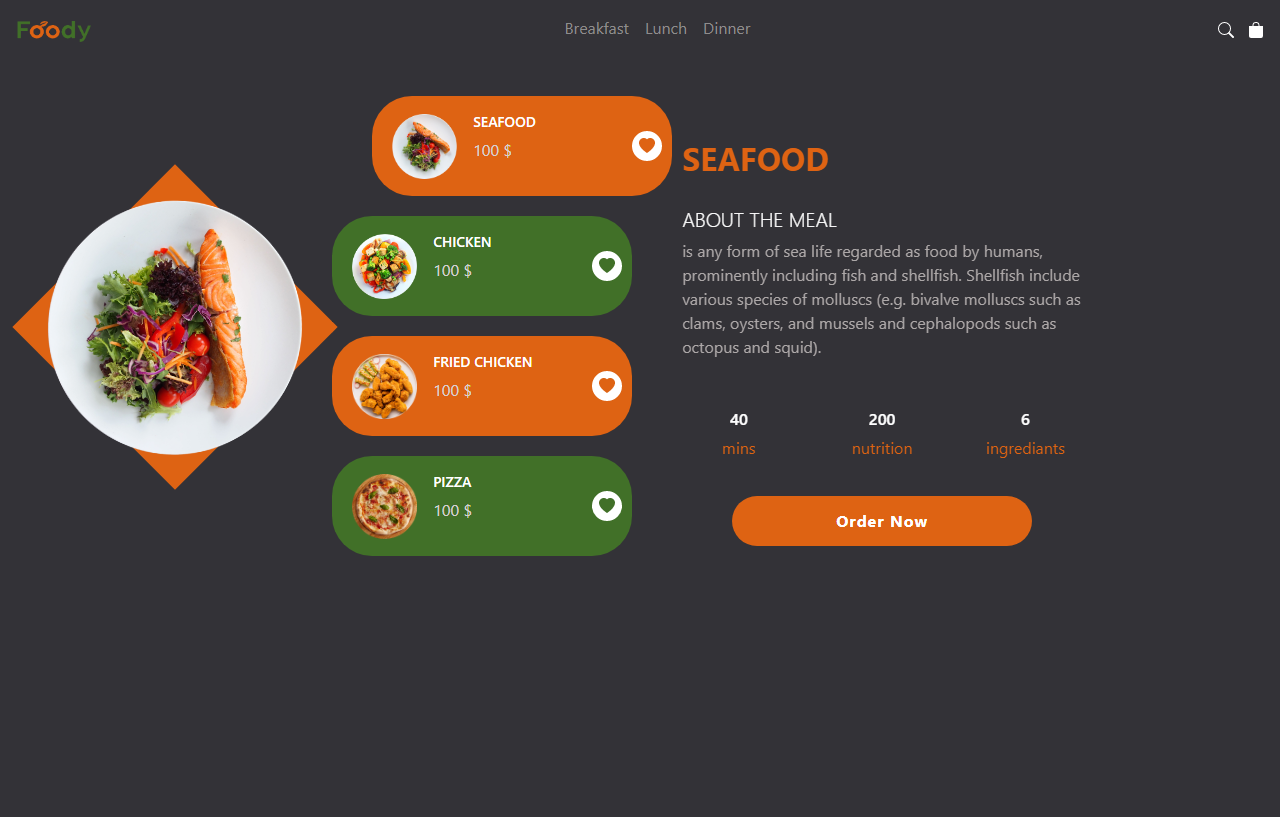 Foody
Breakfast Lunch Dinner
SEAFOOD
100 $
CHICKEN
100 $
FRIED CHICKEN
100 $
PIZZA
100 $
SEAFOOD
ABOUT THE MEAL
is any form of sea life regarded as food by humans,
prominently including fish and shellfish. Shellfish include
various species of molluscs (e.g. bivalve molluscs such as
clams, oysters, and mussels and cephalopods such as
octopus and squid).
40 200 6
mins nutrition ingrediants
Order Now